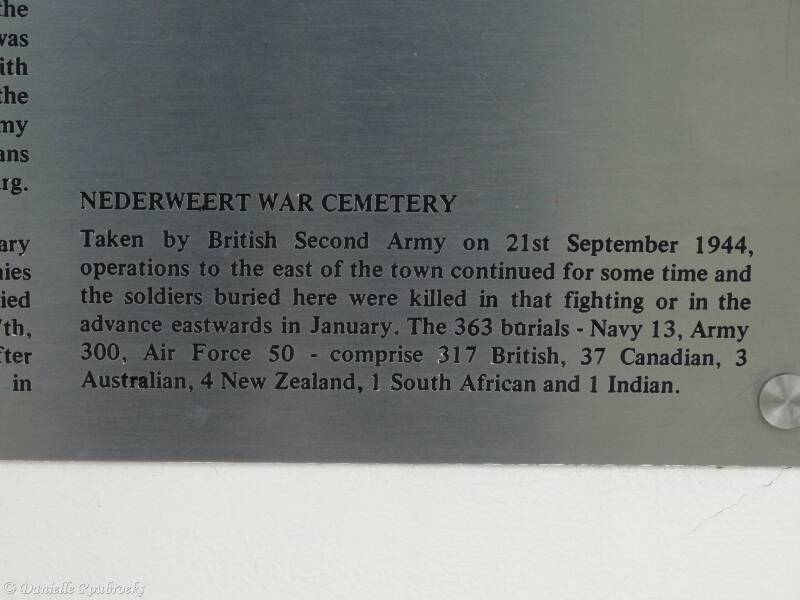 the
was
ith
the
my
ans
rg.
ary
nies
ied
7th,
fter
in
NEDERWEERT WAR CEMETERY
Taken by British Second Army on 21st September 1944,
operations to the east of the town continued for some time and
the soldiers buried here were killed in that fighting or in the
advance eastwards in January. The 363 burials - Navy 13, Army
300, Air Force 50 - comprise 317 British, 37 Canadian, 3
Australian, 4 New Zealand, 1 South African and 1 Indian.
© Danielle Roubroeks